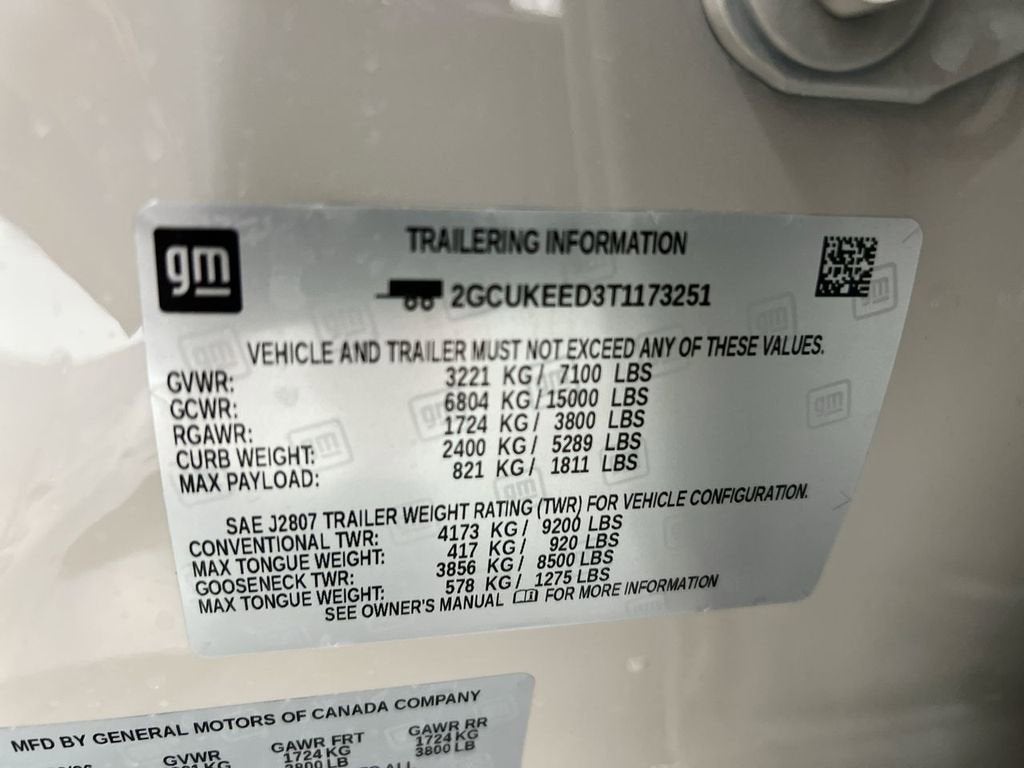 gm
TRAILERING INFORMATION
2GCUKEED3T1173251
VEHICLE AND TRAILER MUST NOT EXCEED ANY OF THESE VALUES.
GVWR: 3221 KG / 7100 LBS
GCWR: 6804 KG / 15000 LBS
RGAWR: 1724 KG / 3800 LBS
CURB WEIGHT: 2400 KG / 5289 LBS
MAX PAYLOAD: 821 KG / 1811 LBS
SAE J2807 TRAILER WEIGHT RATING (TWR) FOR VEHICLE CONFIGURATION.
CONVENTIONAL TWR: 4173 KG / 9200 LBS
MAX TONGUE WEIGHT: 417 KG / 920 LBS
GOOSENECK TWR: 3856 KG / 8500 LBS
MAX TONGUE WEIGHT: 578 KG / 1275 LBS
SEE OWNER'S MANUAL FOR MORE INFORMATION
MFD BY GENERAL MOTORS OF CANADA COMPANY
GVWR GAWR FRT GAWR RR
KG 1724 KG 1724 KG
3800 LB 3800 LB